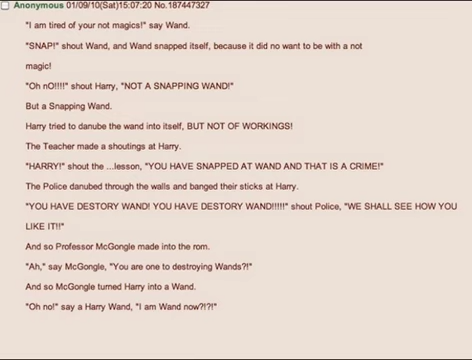 Anonymous 01/09/10(Sat)15:07:20 No.187447327
"I am tired of your not magics!" say Wand.
"SNAP!" shout Wand, and Wand snapped itself, because it did no want to be with a not
magic!
"Oh nO!!!!" shout Harry, "NOT A SNAPPING WAND!"
But a Snapping Wand.
Harry tried to danube the wand into itself, BUT NOT OF WORKINGS!
The Teacher made a shoutings at Harry.
"HARRY!" shout the ...lesson, "YOU HAVE SNAPPED AT WAND AND THAT IS A CRIME!"
The Police danubed through the walls and banged their sticks at Harry.
"YOU HAVE DESTORY WAND! YOU HAVE DESTORY WAND!!!!!" shout Police, "WE SHALL SEE HOW YOU
LIKE IT!!"
And so Professor McGongle made into the rom.
"Ah," say McGongle, "You are one to destroying Wands?!"
And so McGongle turned Harry into a Wand.
"Oh no!" say a Harry Wand, "I am Wand now?!?!"